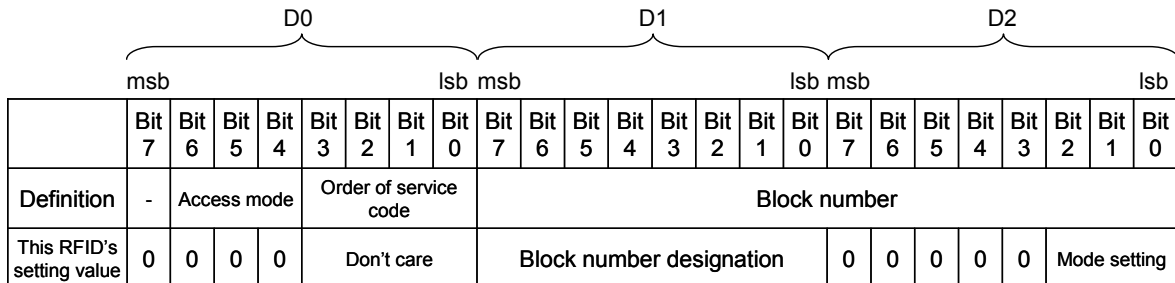 D0 D1 D2
msb lsb msb lsb msb lsb
Bit 7 Bit 6 Bit 5 Bit 4 Bit 3 Bit 2 Bit 1 Bit 0 Bit 7 Bit 6 Bit 5 Bit 4 Bit 3 Bit 2 Bit 1 Bit 0 Bit 7 Bit 6 Bit 5 Bit 4 Bit 3 Bit 2 Bit 1 Bit 0
Definition - Access mode Order of service code Block number
This RFID's setting value 0 0 0 0 Don't care Block number designation 0 0 0 0 0 Mode setting